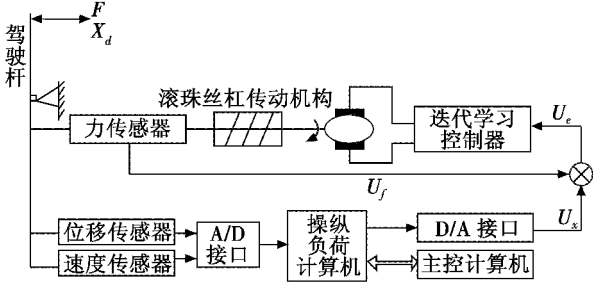 F
X_d
驾驶杆
滚珠丝杠传动机构
力传感器
迭代学习
控制器
U_e
U_f
U_x
位移传感器
速度传感器
A/D
接口
操纵
负荷
计算机
D/A 接口
主控计算机